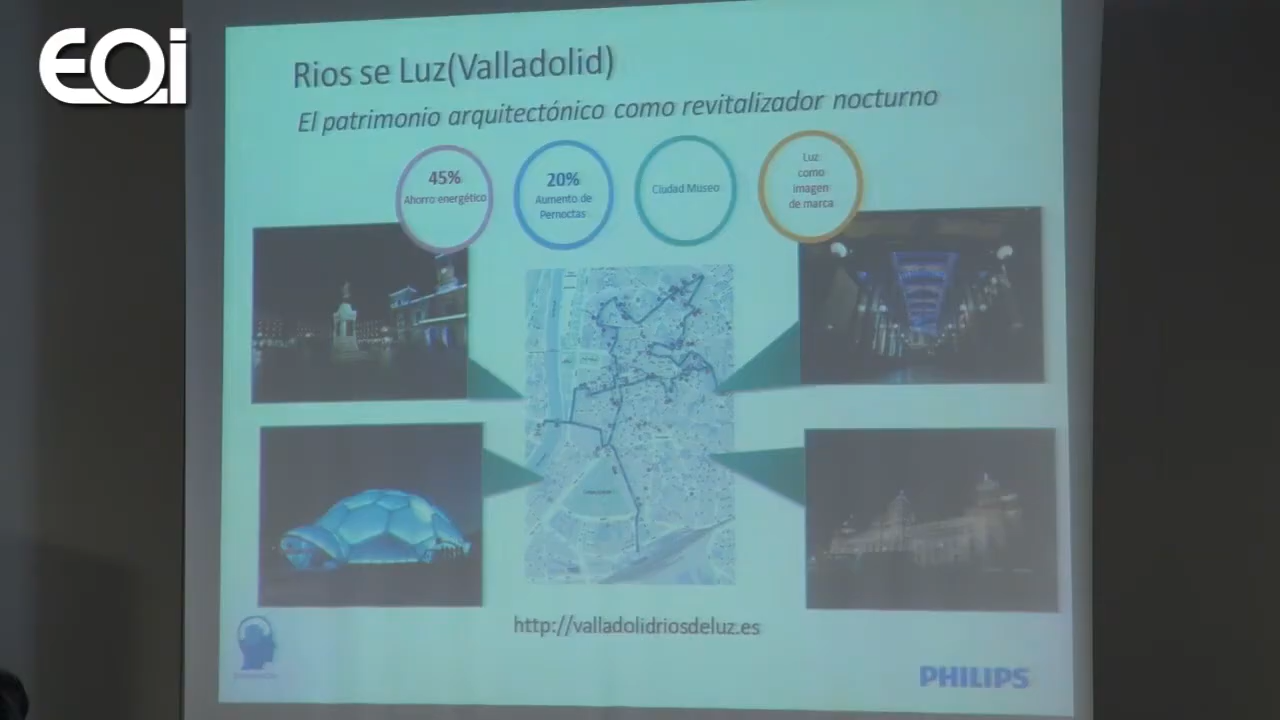 EOi
Rios se Luz(Valladolid)
El patrimonio arquitectónico como revitalizador nocturno
45%
Ahorro energético
20%
Aumento de
Pernoctas
Ciudad Museo
Luz
como
imagen
de marca
http://valladolidriosdeluz.es
PHILIPS